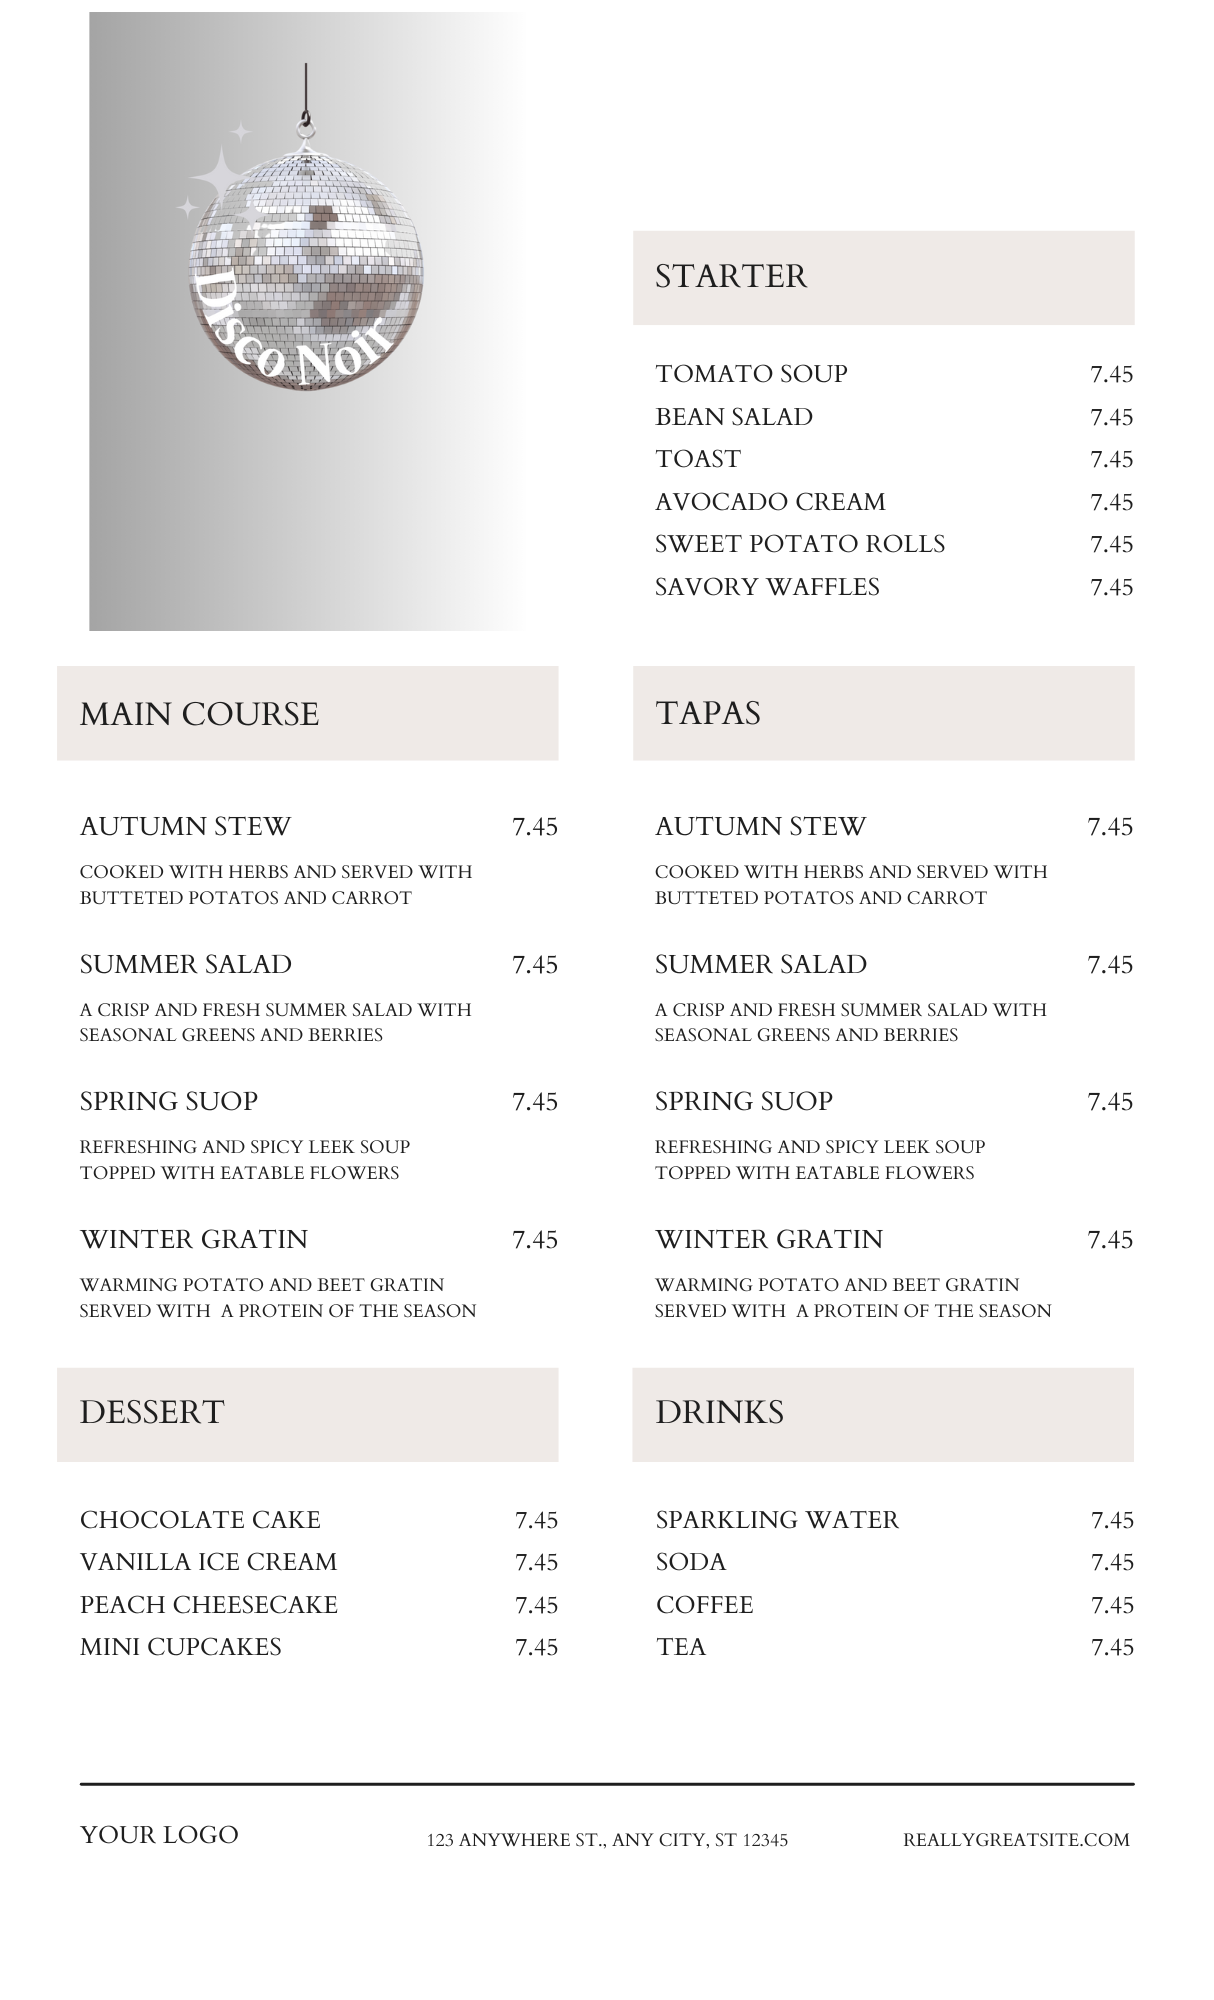 Disco Noir
STARTER
TOMATO SOUP 7.45
BEAN SALAD 7.45
TOAST 7.45
AVOCADO CREAM 7.45
SWEET POTATO ROLLS 7.45
SAVORY WAFFLES 7.45
MAIN COURSE
AUTUMN STEW 7.45
COOKED WITH HERBS AND SERVED WITH
BUTTETED POTATOS AND CARROT
SUMMER SALAD 7.45
A CRISP AND FRESH SUMMER SALAD WITH
SEASONAL GREENS AND BERRIES
SPRING SUOP 7.45
REFRESHING AND SPICY LEEK SOUP
TOPPED WITH EATABLE FLOWERS
WINTER GRATIN 7.45
WARMING POTATO AND BEET GRATIN
SERVED WITH  A PROTEIN OF THE SEASON
TAPAS
AUTUMN STEW 7.45
COOKED WITH HERBS AND SERVED WITH
BUTTETED POTATOS AND CARROT
SUMMER SALAD 7.45
A CRISP AND FRESH SUMMER SALAD WITH
SEASONAL GREENS AND BERRIES
SPRING SUOP 7.45
REFRESHING AND SPICY LEEK SOUP
TOPPED WITH EATABLE FLOWERS
WINTER GRATIN 7.45
WARMING POTATO AND BEET GRATIN
SERVED WITH  A PROTEIN OF THE SEASON
DESSERT
CHOCOLATE CAKE 7.45
VANILLA ICE CREAM 7.45
PEACH CHEESECAKE 7.45
MINI CUPCAKES 7.45
DRINKS
SPARKLING WATER 7.45
SODA 7.45
COFFEE 7.45
TEA 7.45
YOUR LOGO
123 ANYWHERE ST., ANY CITY, ST 12345
REALLYGREATSITE.COM